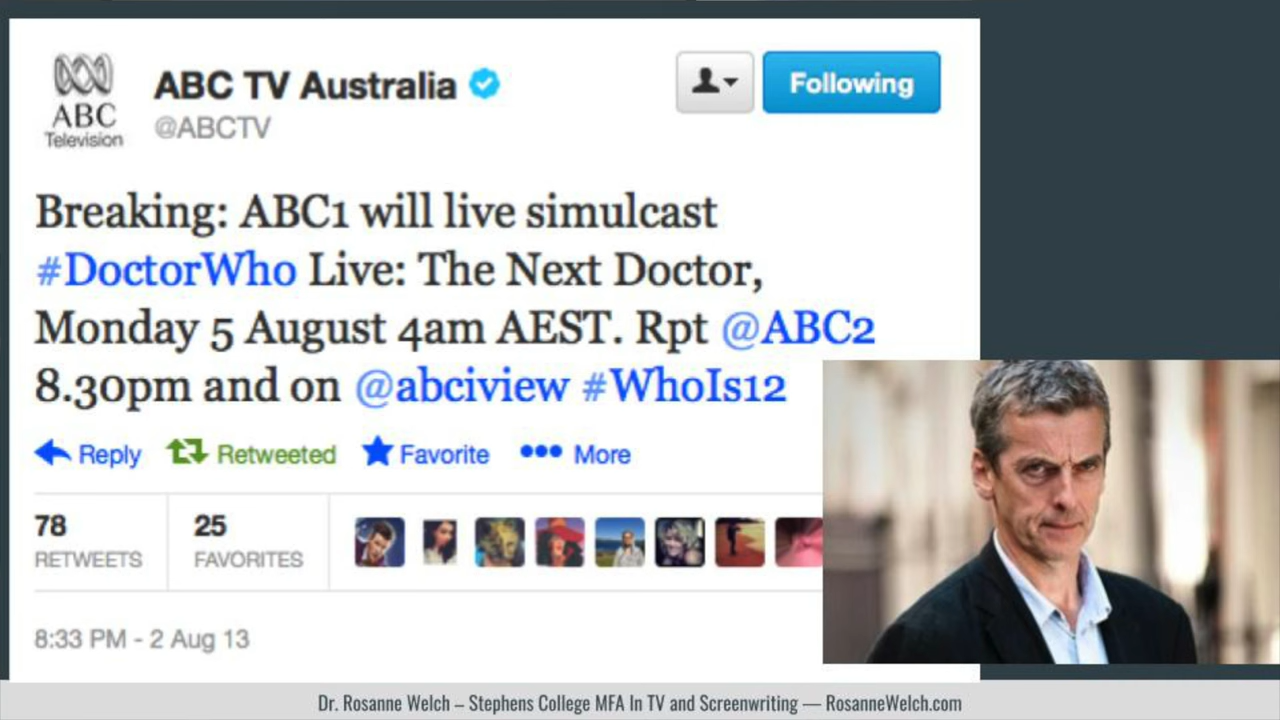 ABC TV Australia
@ABCTV
ABC
Television
Following
Breaking: ABC1 will live simulcast
#DoctorWho Live: The Next Doctor,
Monday 5 August 4am AEST. Rpt @ABC2
8.30pm and on @abciview #WhoIs12
Reply Retweeted Favorite More
78 25
RETWEETS FAVORITES
8:33 PM - 2 Aug 13
Dr. Rosanne Welch – Stephens College MFA In TV and Screenwriting — RosanneWelch.com